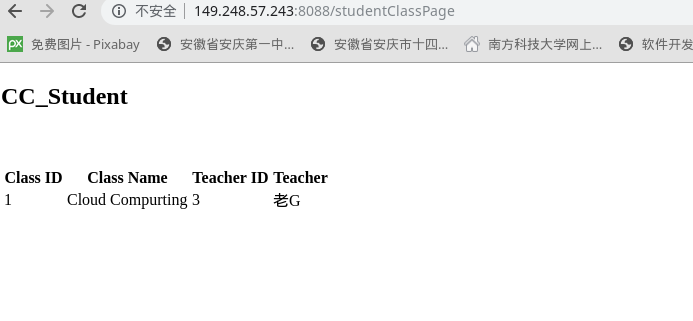 不安全 149.248.57.243:8088/studentClassPage
免费图片 - Pixabay 安徽省安庆第一中... 安徽省安庆市十四... 南方科技大学网上... 软件开发
CC_Student
Class ID Class Name Teacher ID Teacher
1 Cloud Compurting 3 老G